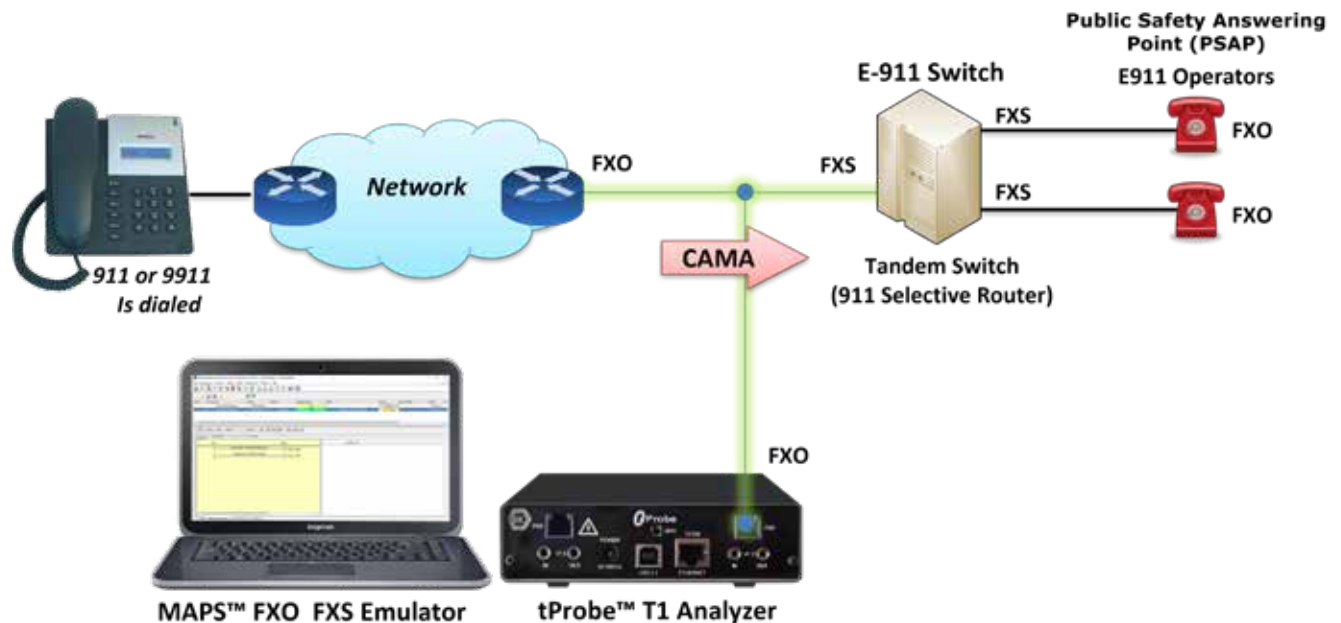 Public Safety Answering
Point (PSAP)
E911 Operators
E-911 Switch
FXS
FXO
FXO
FXS
Network
FXS
FXO
911 or 9911
Is dialed
CAMA
Tandem Switch
(911 Selective Router)
FXO
Probe
MAPS™ FXO FXS Emulator
tProbe™ T1 Analyzer